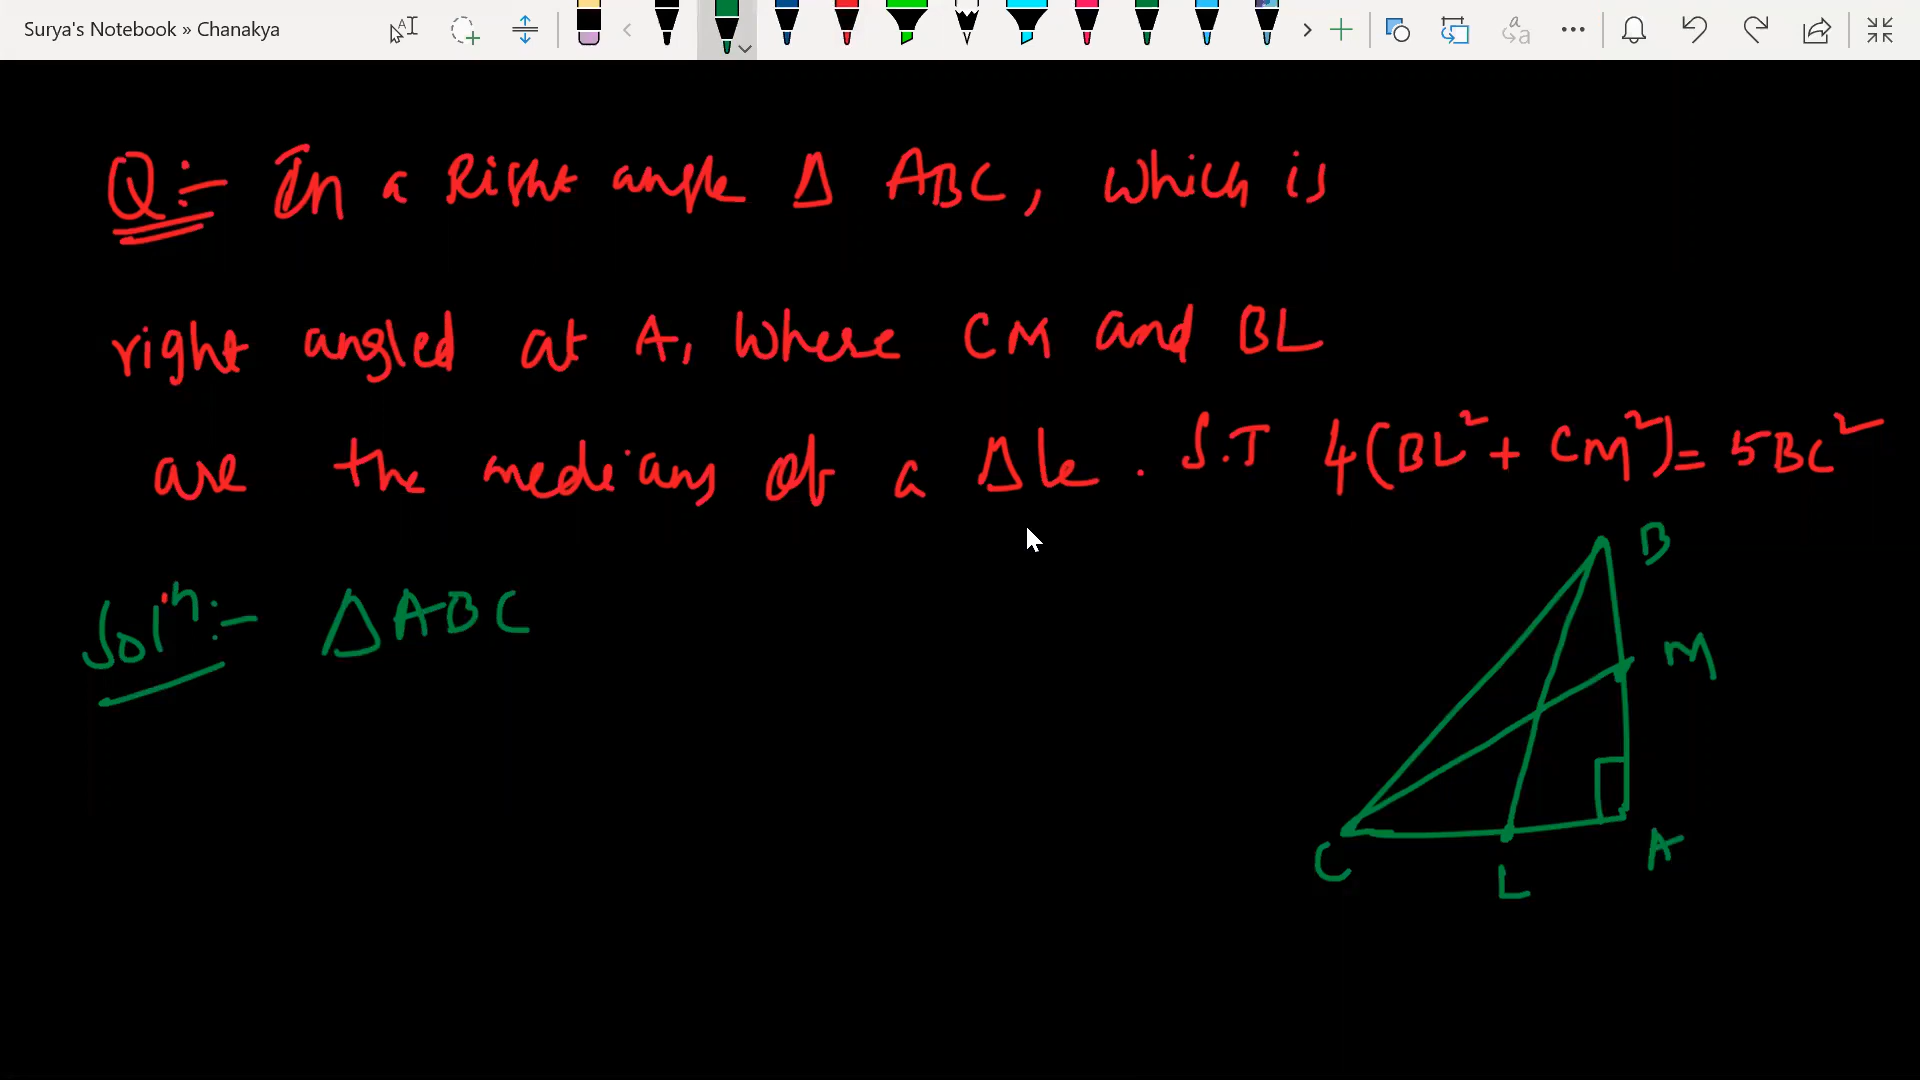 Surya's Notebook » Chanakya
Q:- In a Right angle Δ ABC, which is
right angled at A, where CM and BL
are the medians of a Δle. S.T 4(BL²+ CM²)= 5BC²
Solⁿ:- ΔABC
B
M
A
C
L